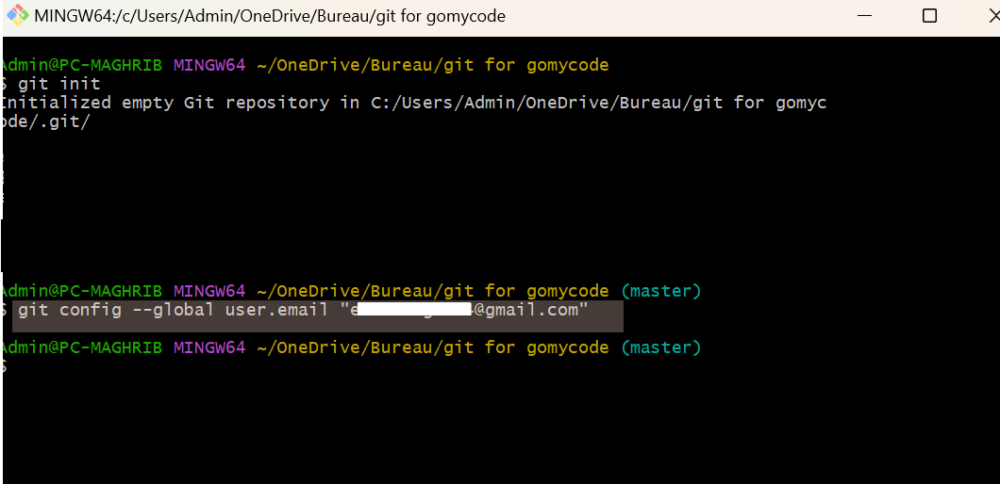 MINGW64:/c/Users/Admin/OneDrive/Bureau/git for gomycode
Admin@PC-MAGHRIB MINGW64 ~/OneDrive/Bureau/git for gomycode
$ git init
Initialized empty Git repository in C:/Users/Admin/OneDrive/Bureau/git for gomyc
ode/.git/
Admin@PC-MAGHRIB MINGW64 ~/OneDrive/Bureau/git for gomycode (master)
$ git config --global user.email "e @gmail.com"
Admin@PC-MAGHRIB MINGW64 ~/OneDrive/Bureau/git for gomycode (master)
$